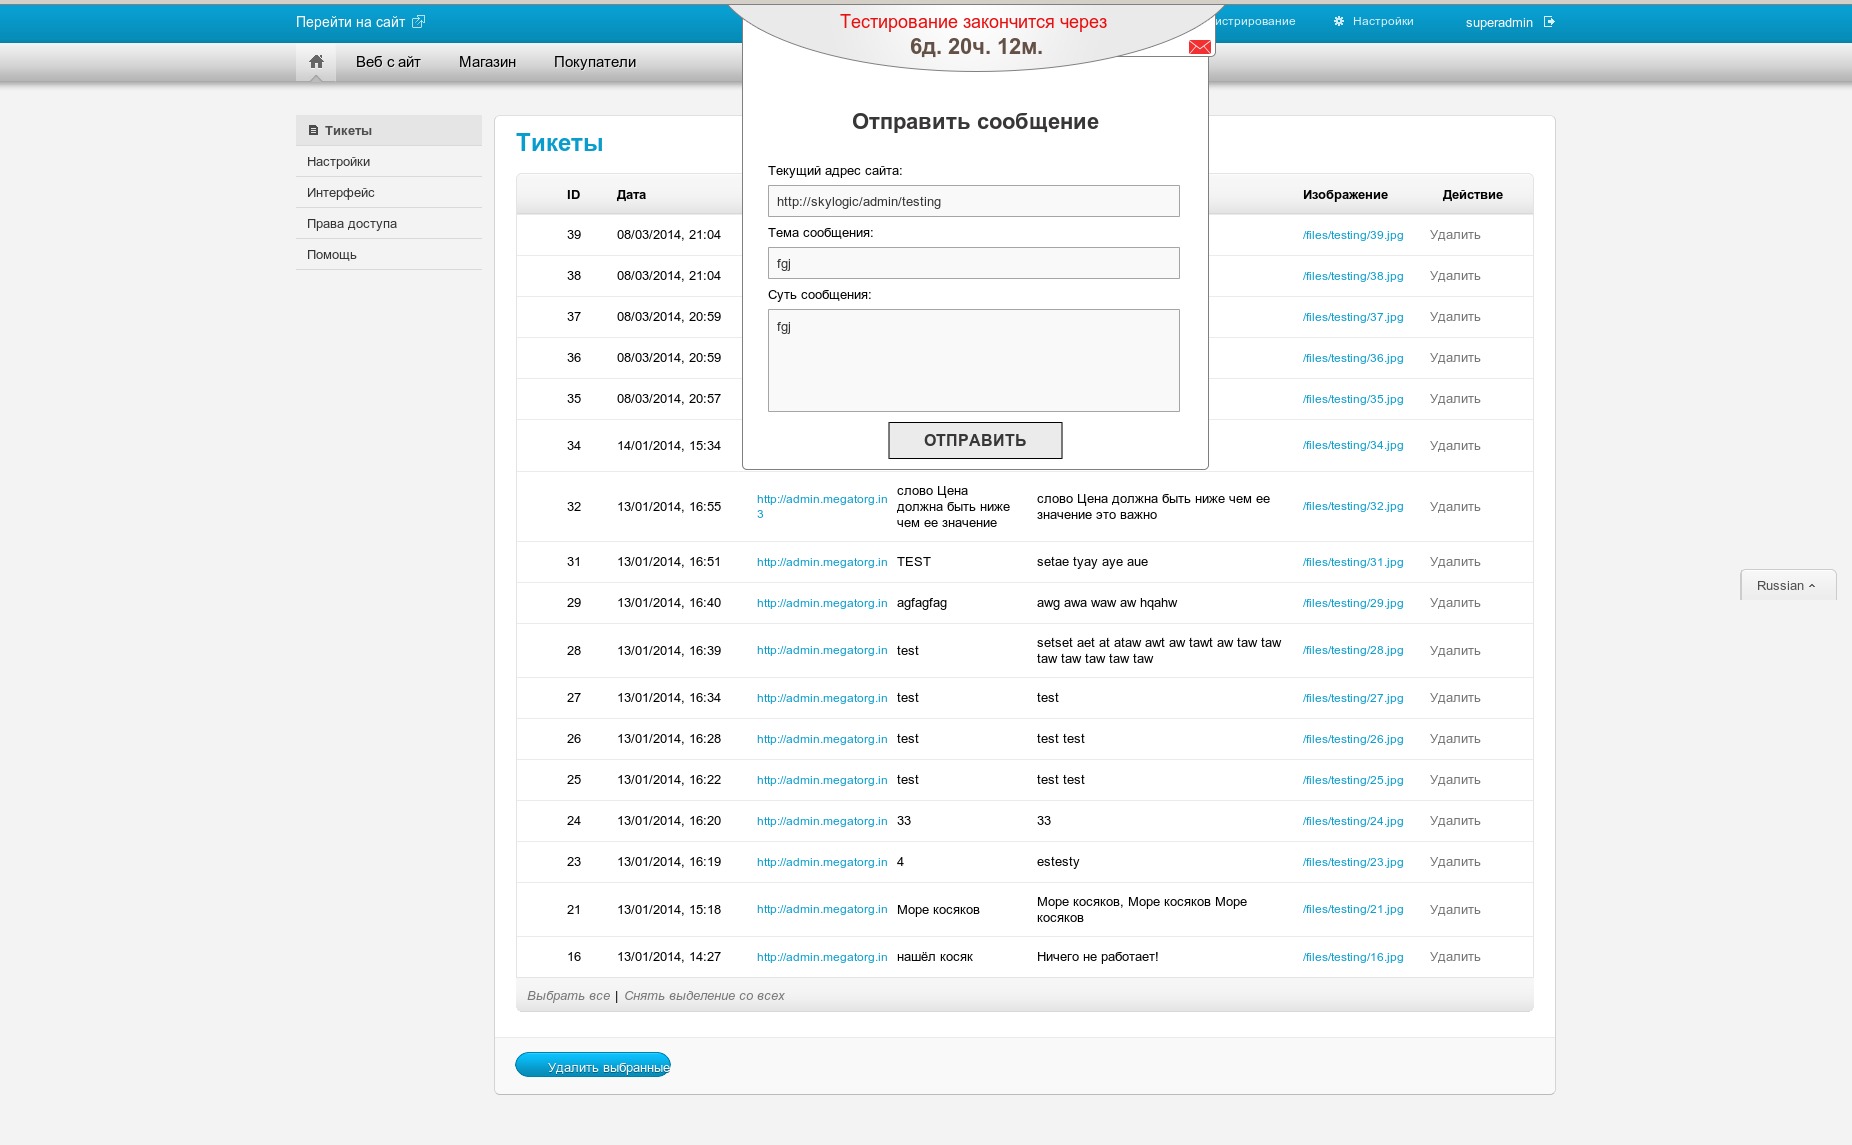 Перейти на сайт
Тестирование закончится через
6д. 20ч. 12м.
истрирование
Настройки
superadmin
Веб сайт
Магазин
Покупатели
Тикеты
Настройки
Интерфейс
Права доступа
Помощь
Тикеты
Отправить сообщение
Текущий адрес сайта:
http://skylogic/admin/testing
Тема сообщения:
fgj
Суть сообщения:
fgj
ОТПРАВИТЬ
ID Дата Изображение Действие
39 08/03/2014, 21:04 /files/testing/39.jpg Удалить
38 08/03/2014, 21:04 /files/testing/38.jpg Удалить
37 08/03/2014, 20:59 /files/testing/37.jpg Удалить
36 08/03/2014, 20:59 /files/testing/36.jpg Удалить
35 08/03/2014, 20:57 /files/testing/35.jpg Удалить
34 14/01/2014, 15:34 /files/testing/34.jpg Удалить
32 13/01/2014, 16:55 http://admin.megatorg.in
3
слово Цена
должна быть ниже
чем ее значение
слово Цена должна быть ниже чем ее
значение это важно
/files/testing/32.jpg Удалить
31 13/01/2014, 16:51 http://admin.megatorg.in TEST setae tyay aye aue /files/testing/31.jpg Удалить
29 13/01/2014, 16:40 http://admin.megatorg.in agfagfag awg awa waw aw hqahw /files/testing/29.jpg Удалить
28 13/01/2014, 16:39 http://admin.megatorg.in test
setset aet at ataw awt aw tawt aw taw taw
taw taw taw taw taw
/files/testing/28.jpg Удалить
27 13/01/2014, 16:34 http://admin.megatorg.in test test /files/testing/27.jpg Удалить
26 13/01/2014, 16:28 http://admin.megatorg.in test test test /files/testing/26.jpg Удалить
25 13/01/2014, 16:22 http://admin.megatorg.in test test test /files/testing/25.jpg Удалить
24 13/01/2014, 16:20 http://admin.megatorg.in 33 33 /files/testing/24.jpg Удалить
23 13/01/2014, 16:19 http://admin.megatorg.in 4 estesty /files/testing/23.jpg Удалить
21 13/01/2014, 15:18 http://admin.megatorg.in Море косяков
Море косяков, Море косяков Море
косяков
/files/testing/21.jpg Удалить
16 13/01/2014, 14:27 http://admin.megatorg.in нашёл косяк Ничего не работает! /files/testing/16.jpg Удалить
Выбрать все | Снять выделение со всех
Удалить выбранные
Russian